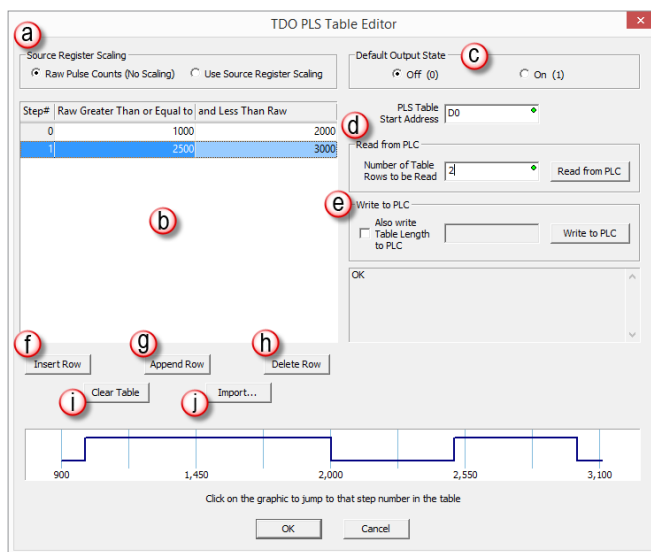 TDO PLS Table Editor
a
Source Register Scaling
Raw Pulse Counts (No Scaling) Use Source Register Scaling
Default Output State
c
Off (0) On (1)
Step# Raw Greater Than or Equal to and Less Than Raw
0 1000 2000
1 2500 3000
b
PLS Table
Start Address
D0
d
Read from PLC
Number of Table
Rows to be Read
2
Read from PLC
e
Write to PLC
Also write
Table Length
to PLC
Write to PLC
OK
f g h
Insert Row Append Row Delete Row
i Clear Table j Import...
900 1,450 2,000 2,550 3,100
Click on the graphic to jump to that step number in the table
OK Cancel